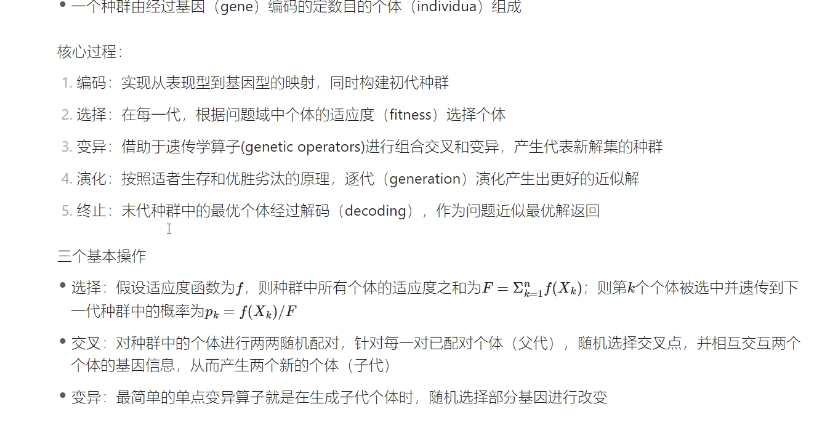 • 一个种群由经过基因（gene）编码的定数目的个体（individua）组成
核心过程：
1. 编码：实现从表现型到基因型的映射，同时构建初代种群
2. 选择：在每一代，根据问题域中个体的适应度（fitness）选择个体
3. 变异：借助于遗传学算子(genetic operators)进行组合交叉和变异，产生代表新解集的种群
4. 演化：按照适者生存和优胜劣汰的原理，逐代（generation）演化产生出更好的近似解
5. 终止：末代种群中的最优个体经过解码（decoding），作为问题近似最优解返回
三个基本操作
• 选择：假设适应度函数为f，则种群中所有个体的适应度之和为F = Σⁿₖ₌₁f(Xₖ)；则第k个个体被选中并遗传到下
一代种群中的概率为pₖ = f(Xₖ)/F
• 交叉：对种群中的个体进行两两随机配对，针对每一对已配对个体（父代），随机选择交叉点，并相互交互两个
个体的基因信息，从而产生两个新的个体（子代）
• 变异：最简单的单点变异算子就是在生成子代个体时，随机选择部分基因进行改变